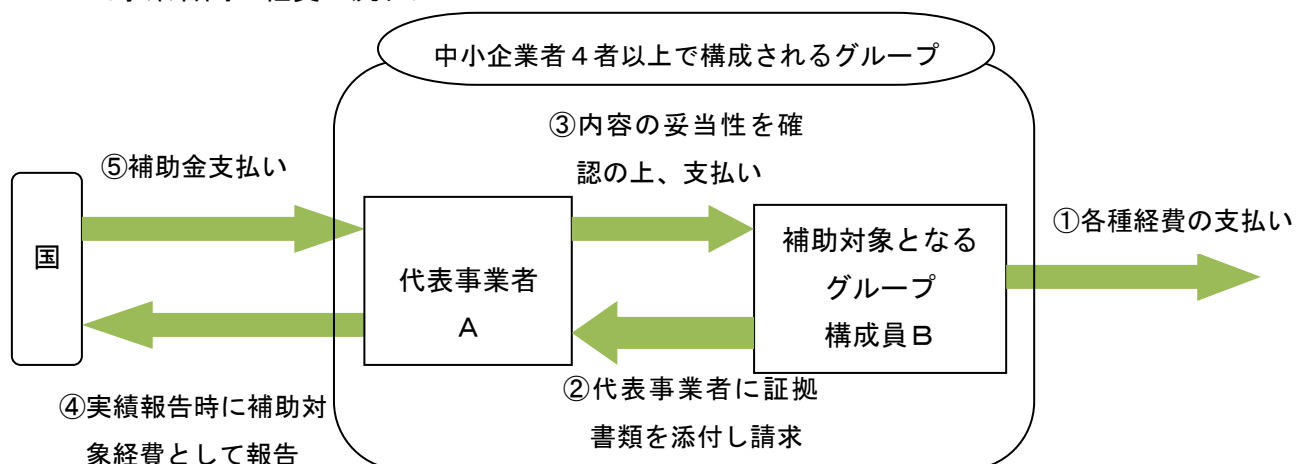 中小企業者４者以上で構成されるグループ
③内容の妥当性を確
認の上、支払い
⑤補助金支払い
国
代表事業者
Ａ
補助対象となる
グループ
構成員Ｂ
①各種経費の支払い
②代表事業者に証拠
書類を添付し請求
④実績報告時に補助対
象経費として報告